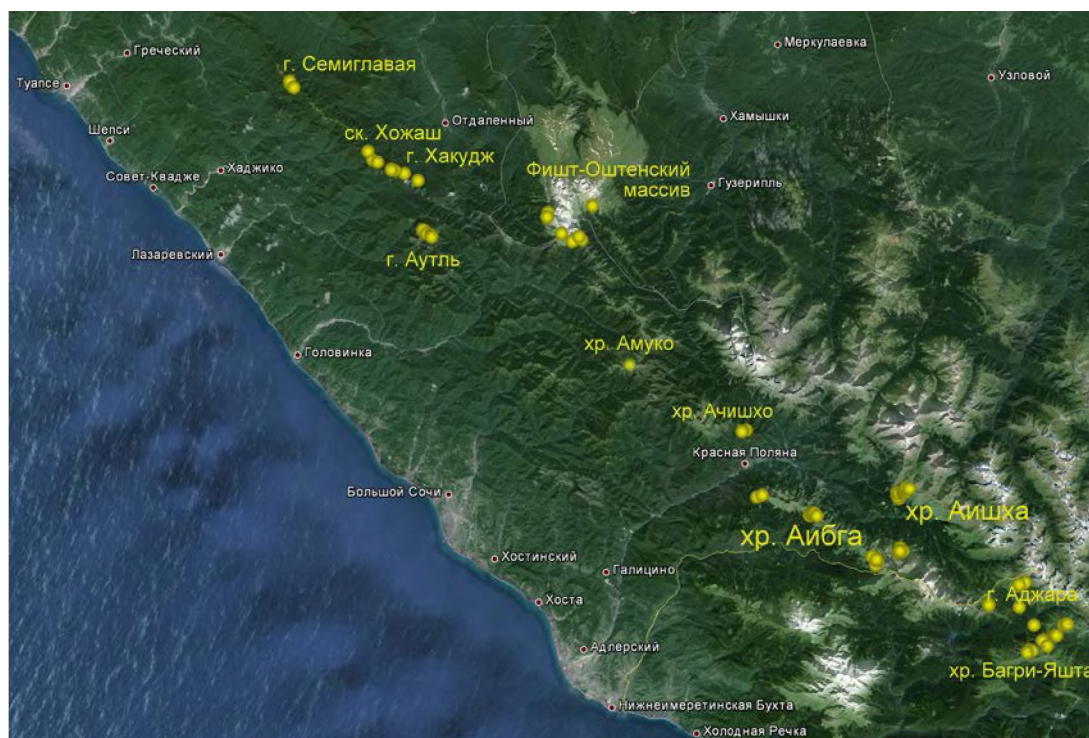 Меркулаевка
Греческий
г. Семиглавая
Узловой
Туапсе
Отдаленный
Хамышки
Шепси
ск. Хожаш
г. Хакудж
Хаджико
Фишт-Оштенский
массив
Совет-Квадже
Гузерипль
Лазаревский
г. Аутль
хр. Амуко
Головинка
хр. Ачишхо
Красная Поляна
Большой Сочи
хр. Аишха
хр. Аибга
Хостинский
Галицино
г. Аджара
Хоста
Адлерский
хр. Багри-Яшта
Нижнеимеретинская Бухта
Холодная Речка